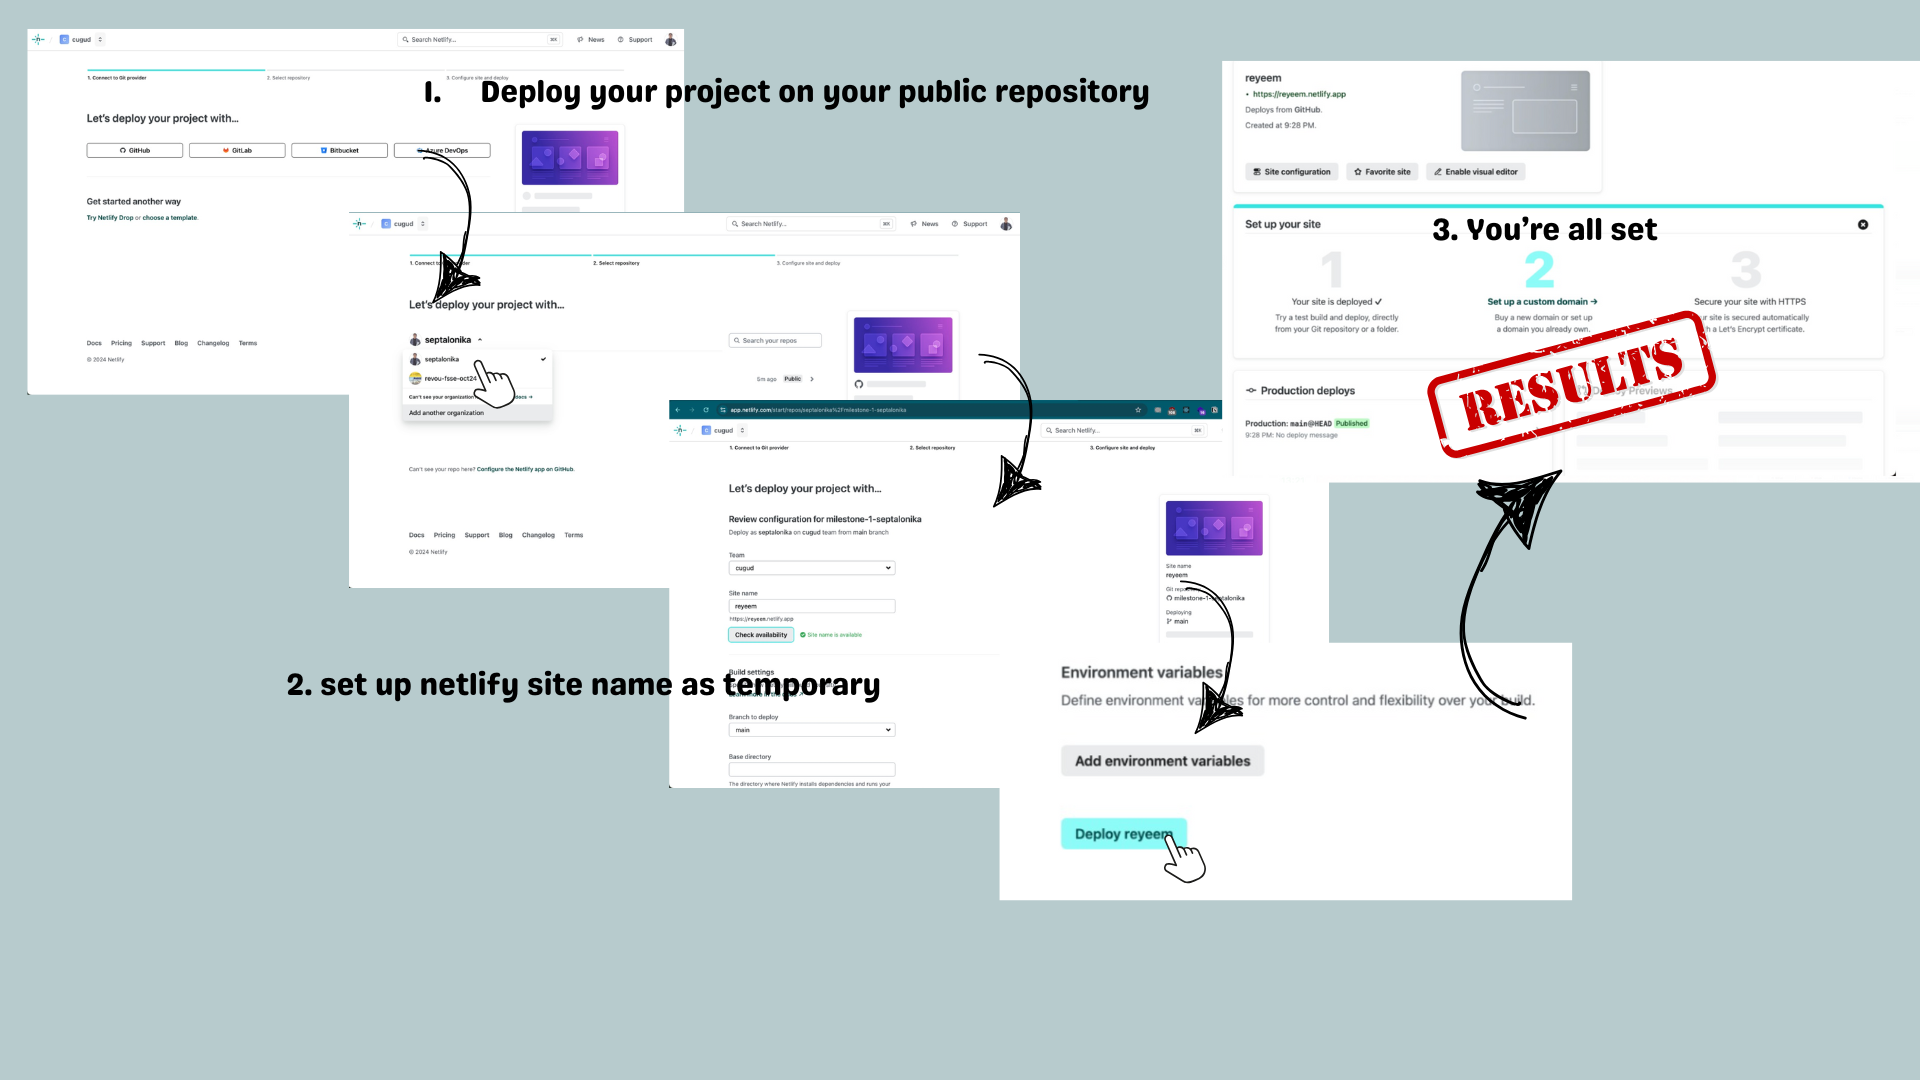 cugud
Search Netlify...
⌘K
News
Support
1. Connect to Git provider
2. Select repository
3. Configure site and deploy
1. Deploy your project on your public repository
Let's deploy your project with...
GitHub
GitLab
Bitbucket
Azure DevOps
Get started another way
Try Netlify Drop or choose a template.
Docs Pricing Support Blog Changelog Terms
© 2024 Netlify
cugud
Search Netlify...
⌘K
News
Support
1. Connect to
2. Select repository
3. Configure site and deploy
Let's deploy your project with...
septalonika
Search your repos
septalonika
revou-fsse-oct24
5m ago
Public
Can't see your organization
docs →
Add another organization
Can't see your repo here? Configure the Netlify app on GitHub.
Docs Pricing Support Blog Changelog Terms
© 2024 Netlify
app.netlify.com/start/repos/septalonika%2Fmilestone-1-septalonika
cugud
Search Netlify...
⌘K
1. Connect to Git provider
2. Select repository
3. Configure site and deploy
Let's deploy your project with...
Review configuration for milestone-1-septalonika
Deploy as septalonika on cugud team from main branch
Team
cugud
Site name
reyeem
https://reyeem.netlify.app
Check availability
Site name is available
Build settings
2. set up netlify site name as temporary
Branch to deploy
main
Base directory
The directory where Netlify installs dependencies and runs your
Site name
reyeem
Git repository
milestone-1-septalonika
Deploying
main
Environment variables
Define environment variables for more control and flexibility over your build.
Add environment variables
Deploy reyeem
reyeem
https://reyeem.netlify.app
Deploys from GitHub.
Created at 9:28 PM.
Site configuration
Favorite site
Enable visual editor
Set up your site
3. You're all set
1
2
3
Your site is deployed ✓
Try a test build and deploy, directly
from your Git repository or a folder.
Set up a custom domain →
Buy a new domain or set up
a domain you already own.
Secure your site with HTTPS
site is secured automatically
a Let's Encrypt certificate.
RESULTS
Production deploys
Previews
Production: main@HEAD Published
9:28 PM: No deploy message